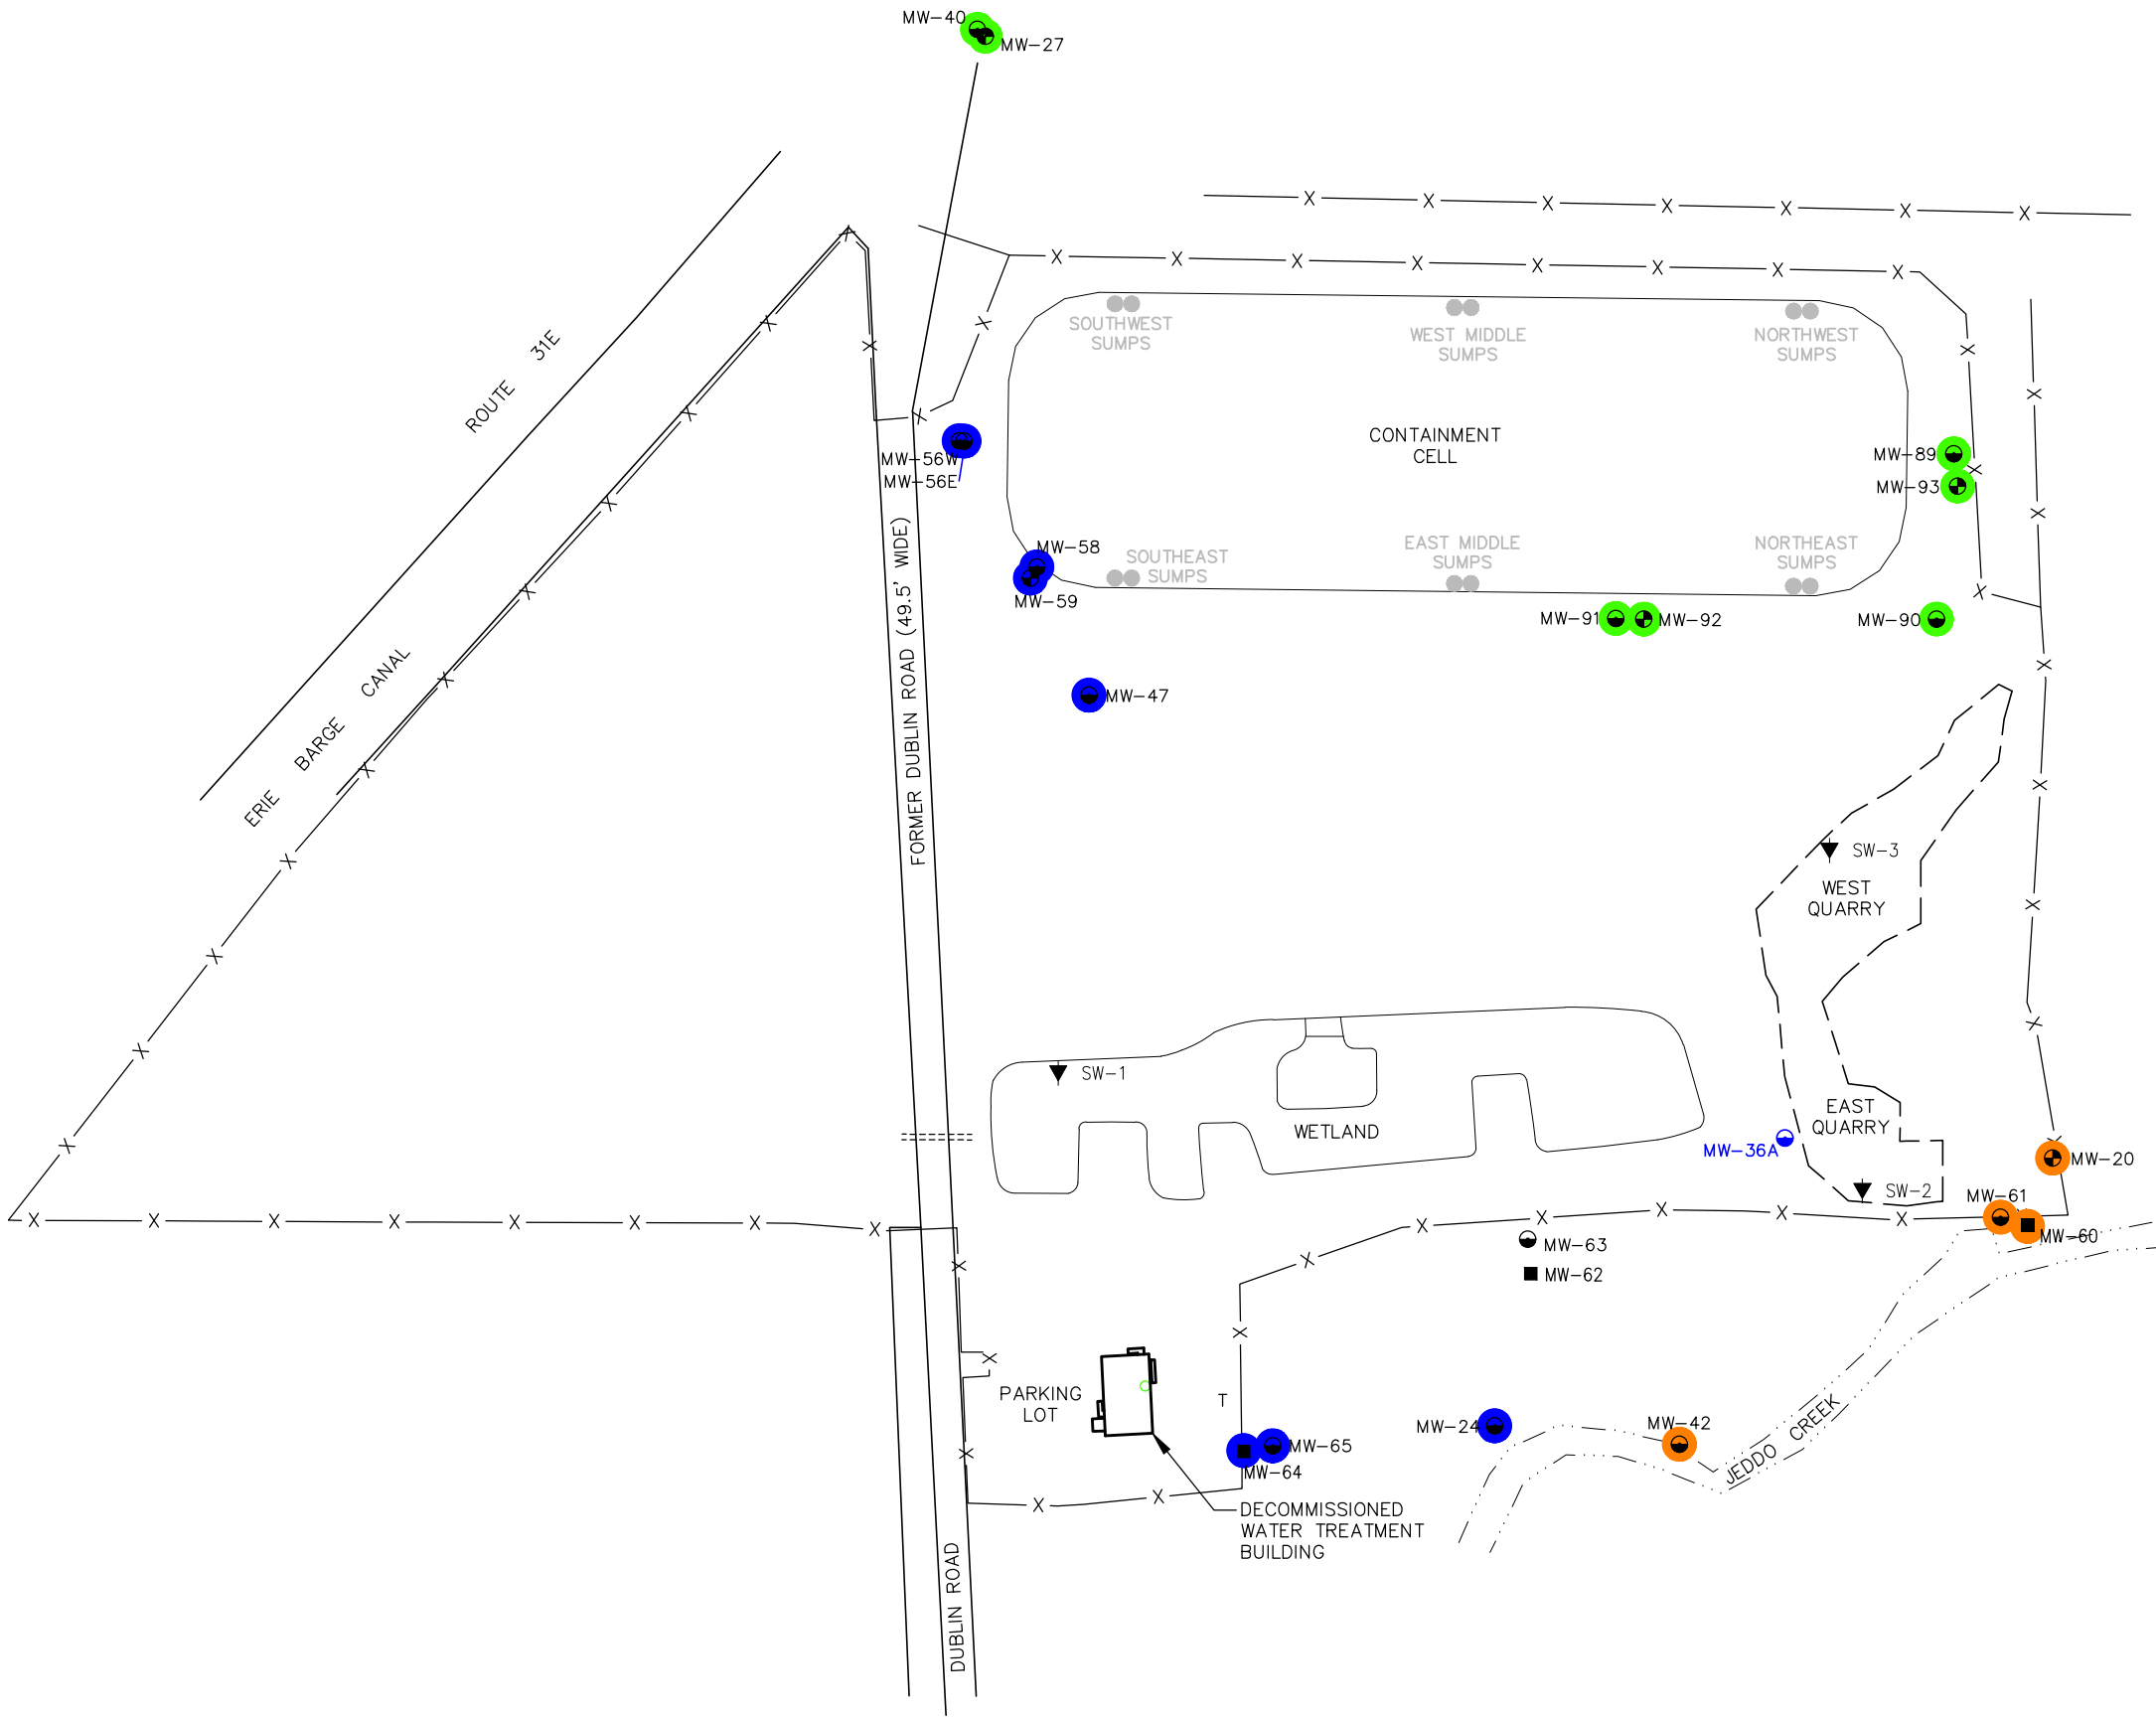 MW-40
MW-27
ROUTE 31E
ERIE BARGE CANAL
SOUTHWEST
SUMPS
WEST MIDDLE
SUMPS
NORTHWEST
SUMPS
CONTAINMENT
CELL
MW-56W
MW-56E
MW-89
MW-93
MW-58
MW-59
SOUTHEAST
SUMPS
EAST MIDDLE
SUMPS
NORTHEAST
SUMPS
MW-91
MW-92
MW-90
MW-47
FORMER DUBLIN ROAD (49.5' WIDE)
SW-3
WEST
QUARRY
SW-1
WETLAND
EAST
QUARRY
MW-36A
MW-20
SW-2
MW-61
MW-60
MW-63
MW-62
PARKING
LOT
T
MW-24
MW-42
JEDDO CREEK
MW-65
MW-64
DECOMMISSIONED
WATER TREATMENT
BUILDING
DUBLIN ROAD